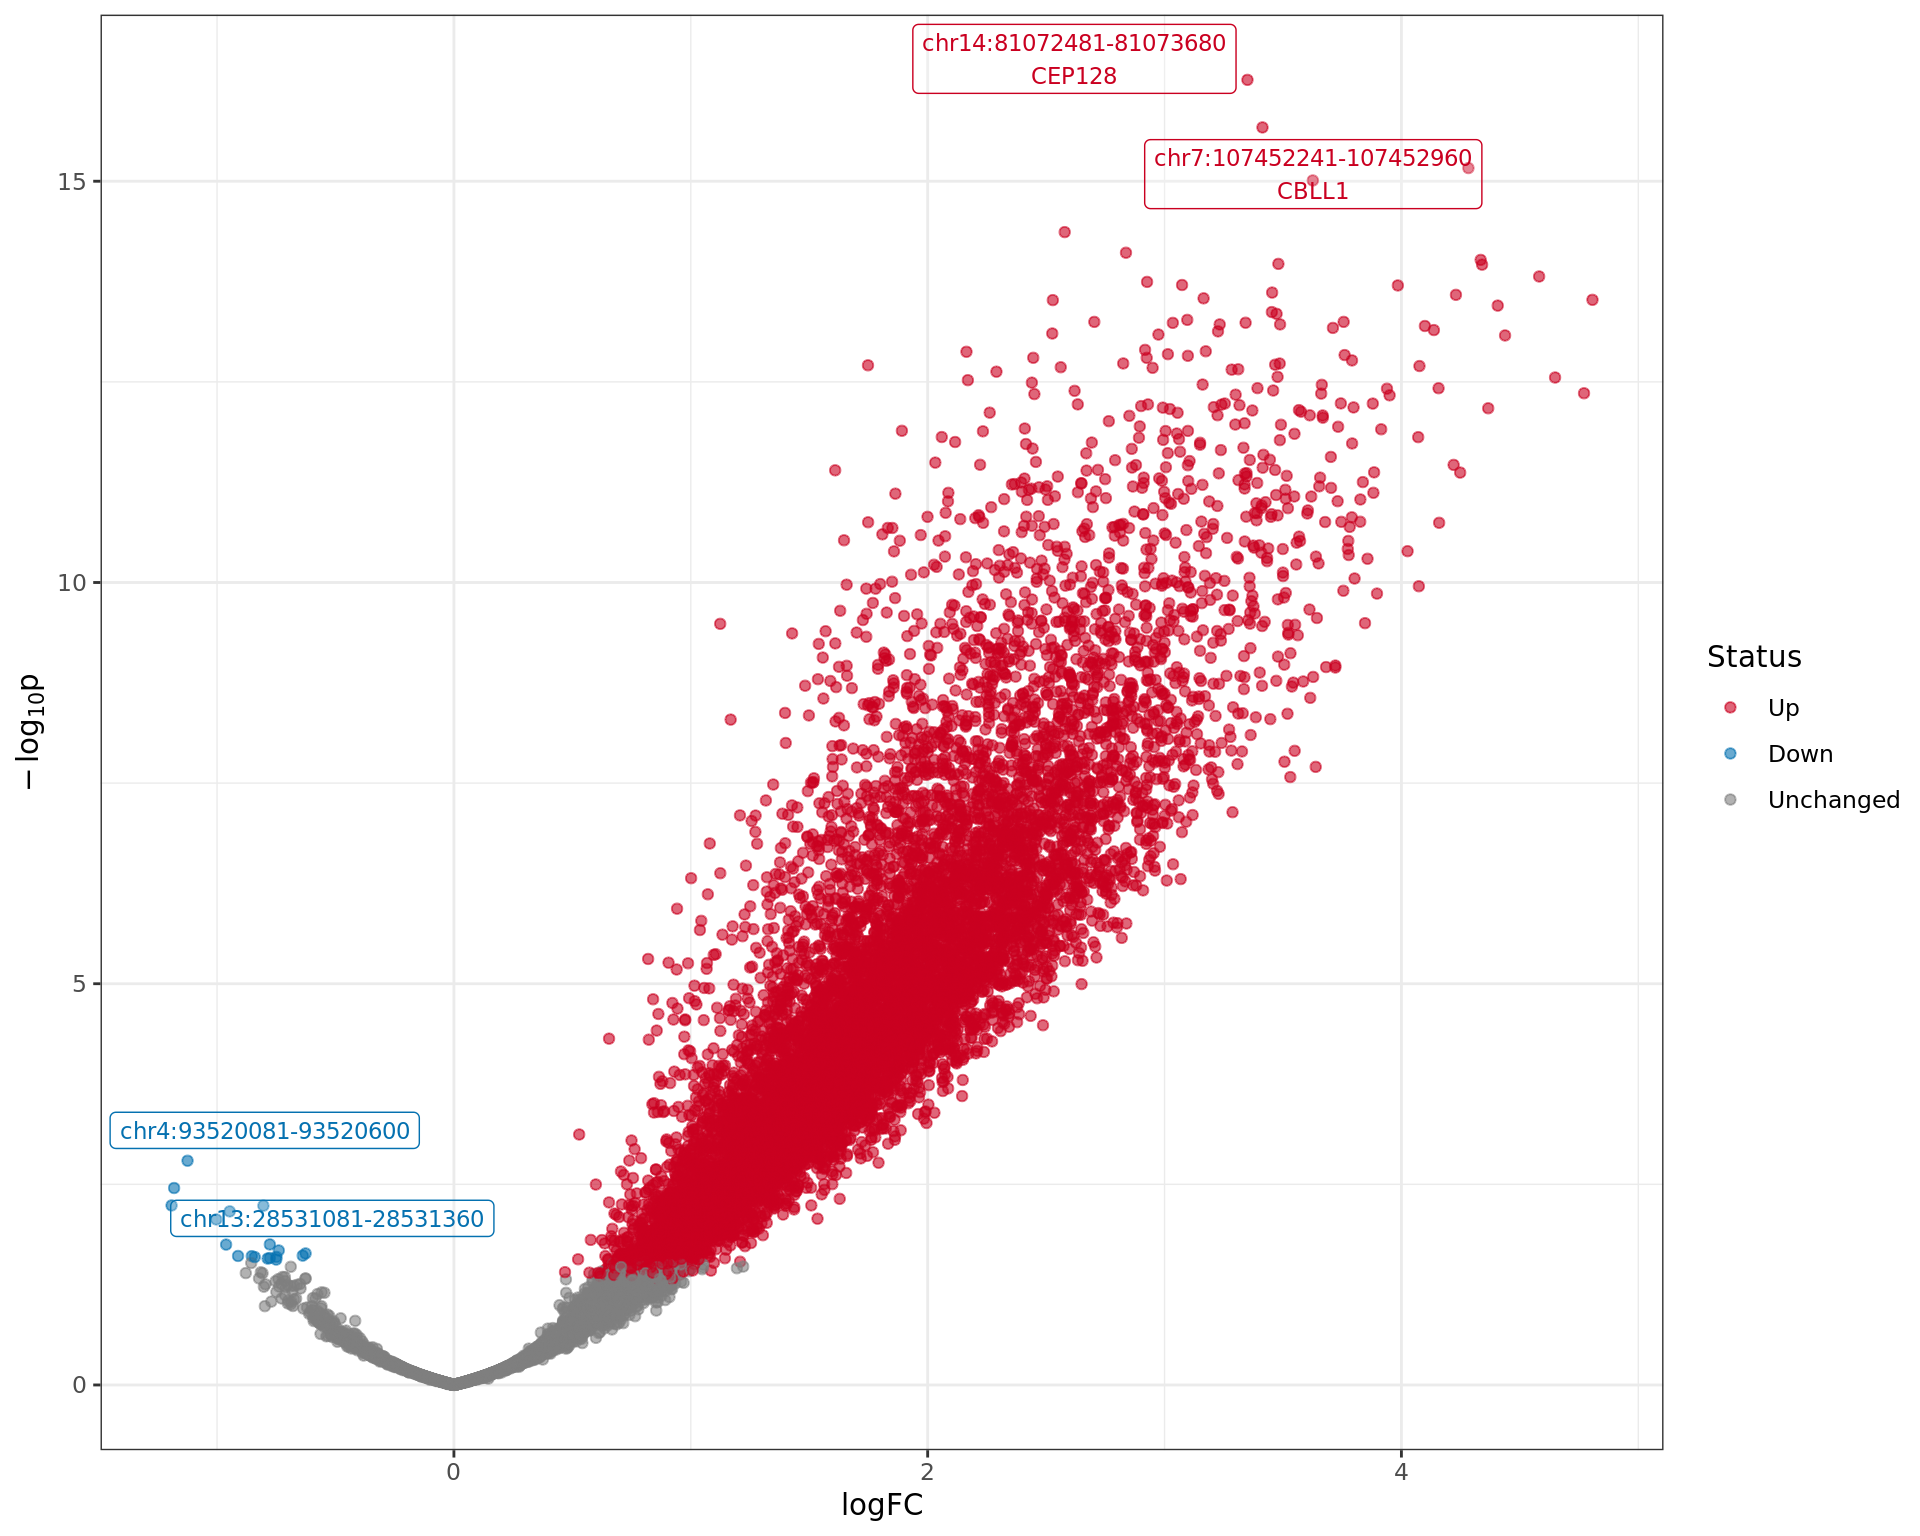 chr14:81072481-81073680
CEP128
chr7:107452241-107452960
CBLL1
15
10
5
0
− log10p
chr4:93520081-93520600
chr13:28531081-28531360
0
2
4
logFC
Status
Up
Down
Unchanged